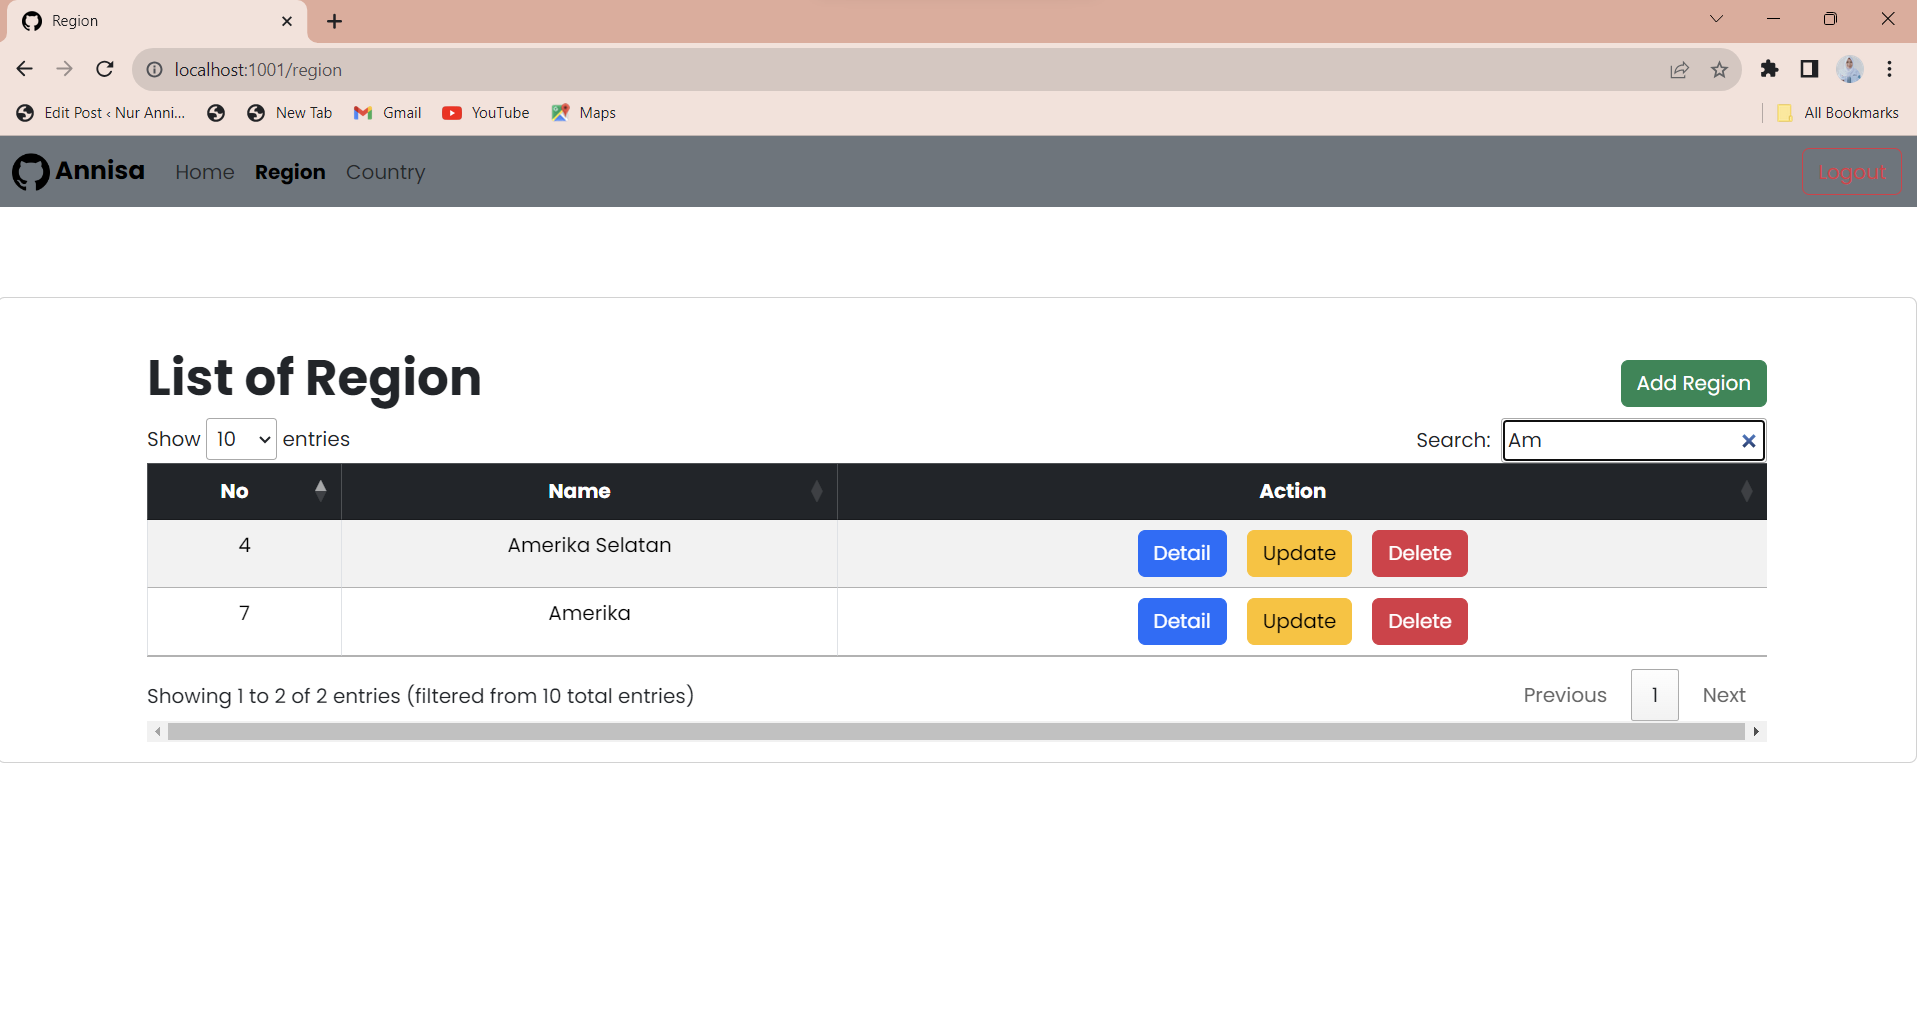 Region
localhost:1001/region
Edit Post ‹ Nur Anni...
New Tab
Gmail
YouTube
Maps
All Bookmarks
Annisa
Home
Region
Country
Logout
List of Region
Add Region
Show 10 entries
Search: Am
No
Name
Action
4
Amerika Selatan
Detail
Update
Delete
7
Amerika
Detail
Update
Delete
Showing 1 to 2 of 2 entries (filtered from 10 total entries)
Previous
1
Next